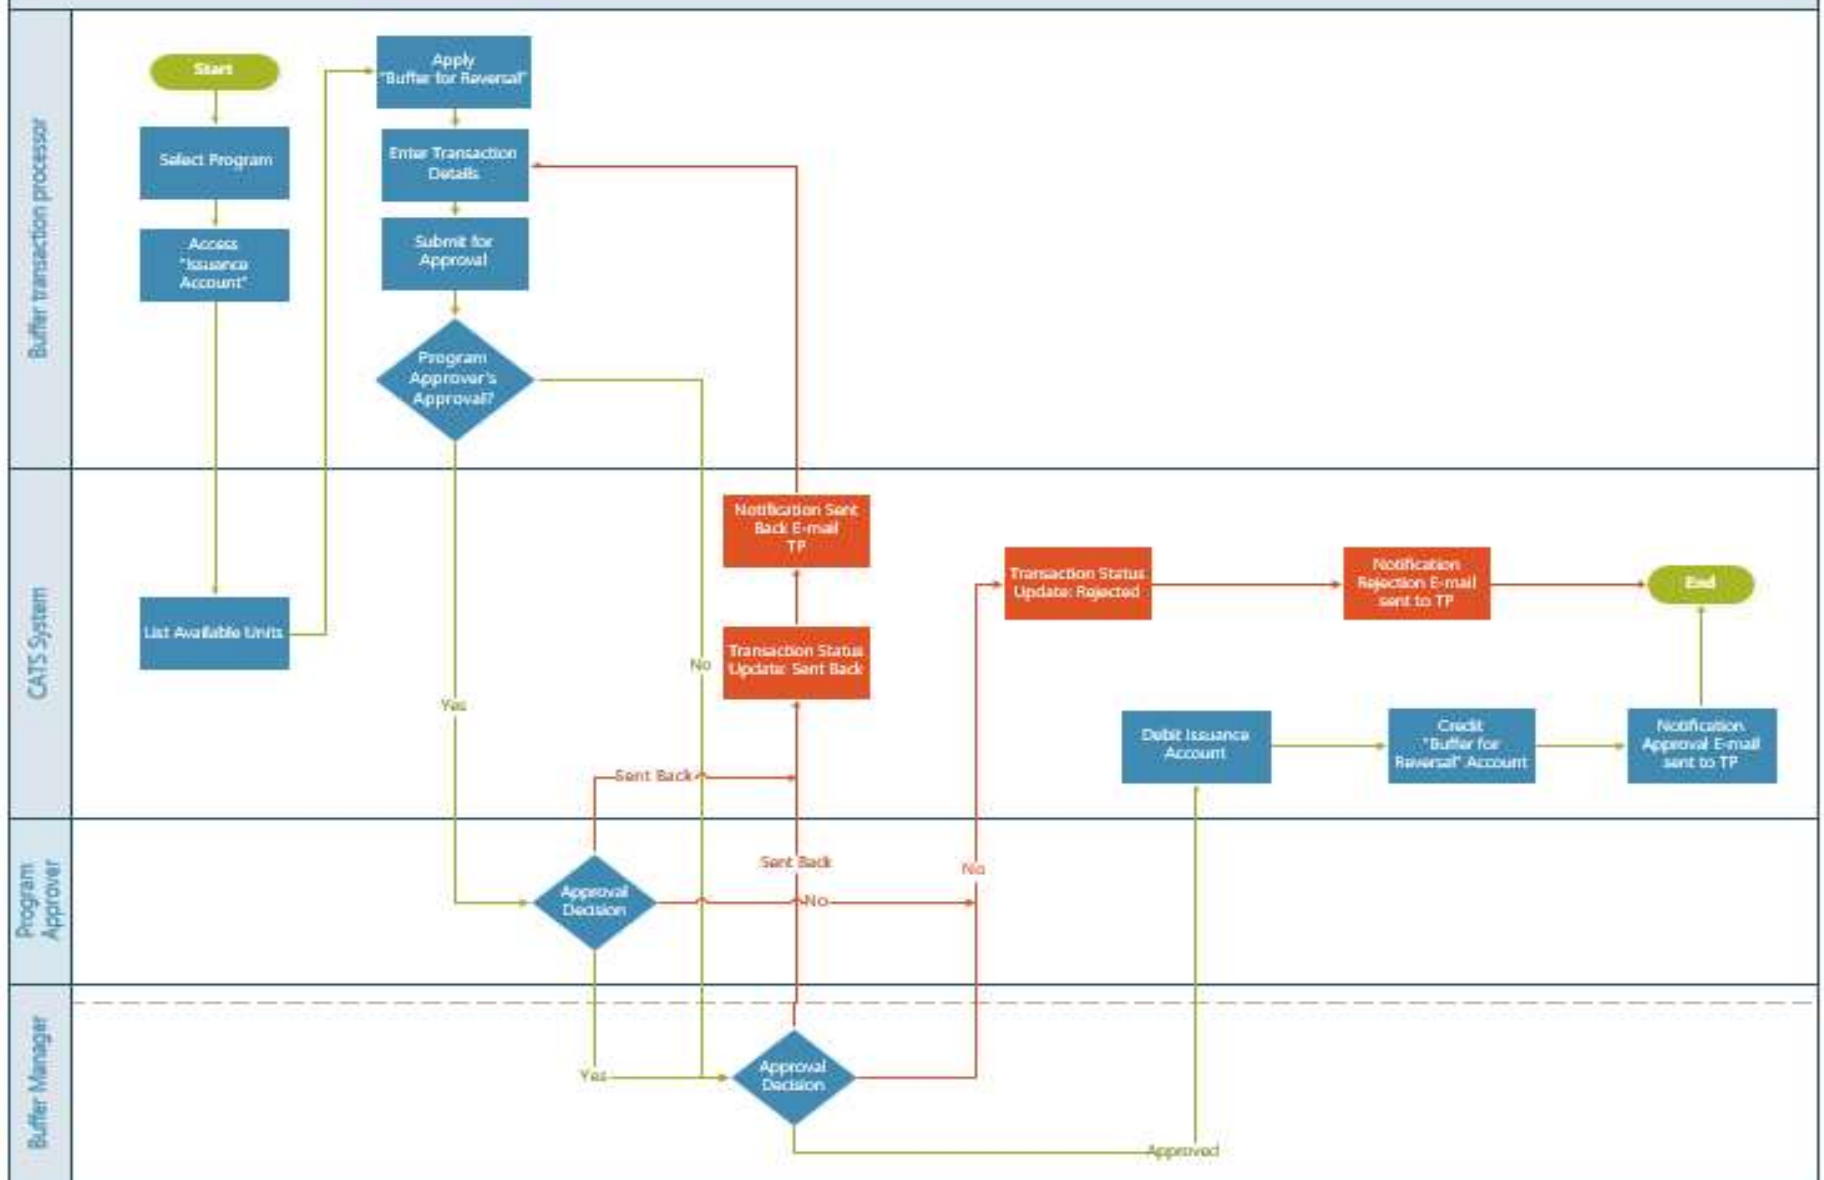 Buffer transaction processor
Start
Select Program
Access
"Issuance
Account"
Apply
"Buffer for Reversal"
Enter Transaction
Details
Submit for
Approval
Program
Approver's
Approval?
CATS System
List Available Units
Yes
No
Notification Sent
Back E-mail
TP
Transaction Status
Update: Sent Back
Sent Back
Transaction Status
Update: Rejected
Notification
Rejection E-mail
sent to TP
End
Debit Issuance
Account
Credit
"Buffer for
Reversal" Account
Notification
Approval E-mail
sent to TP
Program
Approver
Approval
Decision
Sent Back
No
No
Buffer Manager
Yes
Approval
Decision
Approved